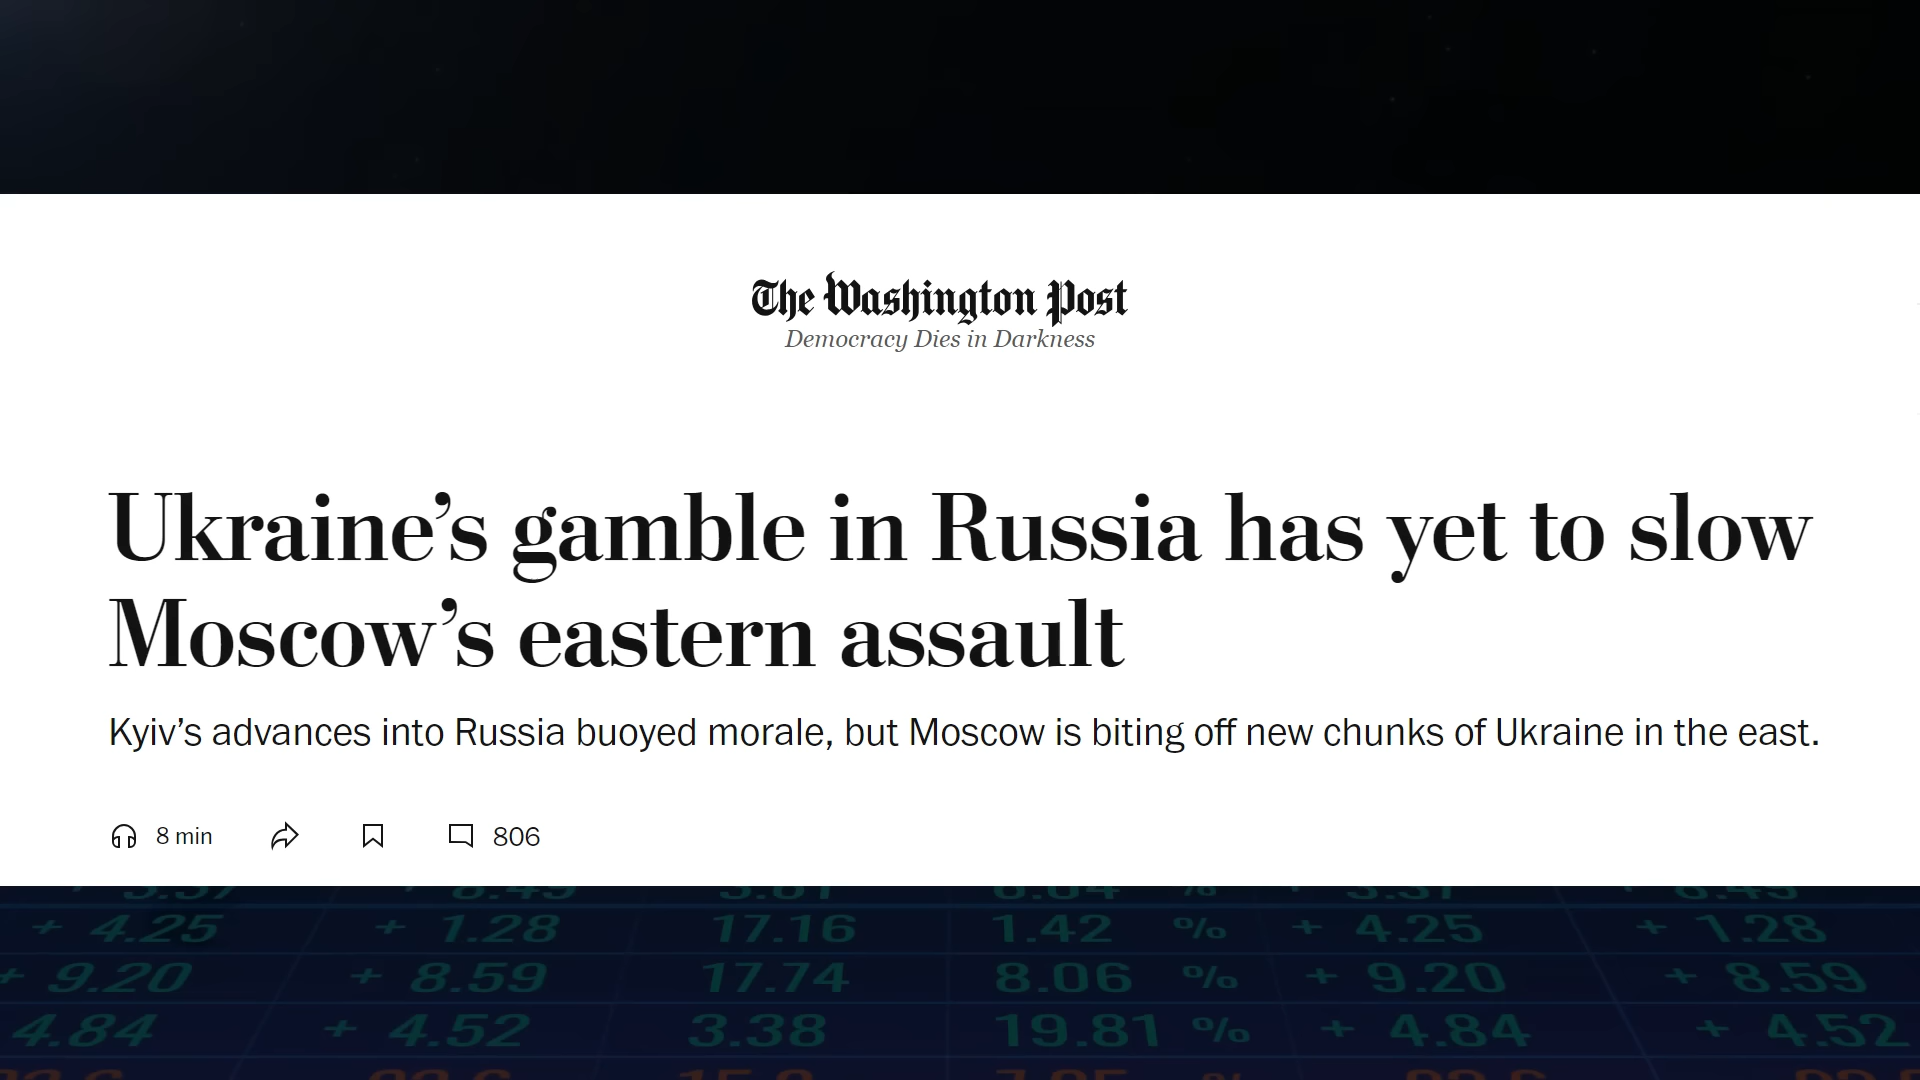 The Washington Post
Democracy Dies in Darkness
Ukraine’s gamble in Russia has yet to slow
Moscow’s eastern assault
Kyiv’s advances into Russia buoyed morale, but Moscow is biting off new chunks of Ukraine in the east.
8 min 806
+ 4.25 + 1.28 17.16 1.42 % + 4.25 + 1.28
+ 9.20 + 8.59 17.74 8.06 % + 9.20 + 8.59
4.84 + 4.52 3.38 19.81 % + 4.84 + 4.52